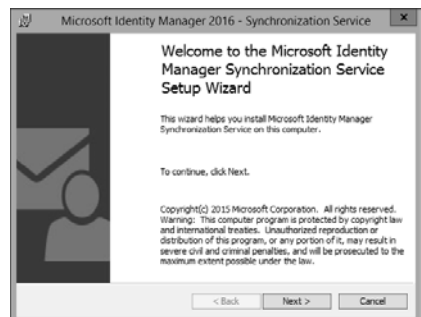 Microsoft Identity Manager 2016 - Synchronization Service
x
Welcome to the Microsoft Identity
Manager Synchronization Service
Setup Wizard
This wizard helps you install Microsoft Identity Manager
Synchronization Service on this computer.
To continue, click Next.
Copyright(c) 2015 Microsoft Corporation. All rights reserved.
Warning: This computer program is protected by copyright law
and international treaties. Unauthorized reproduction or
distribution of this program, or any portion of it, may result in
severe civil and criminal penalties, and will be prosecuted to the
maximum extent possible under the law.
< Back Next > Cancel